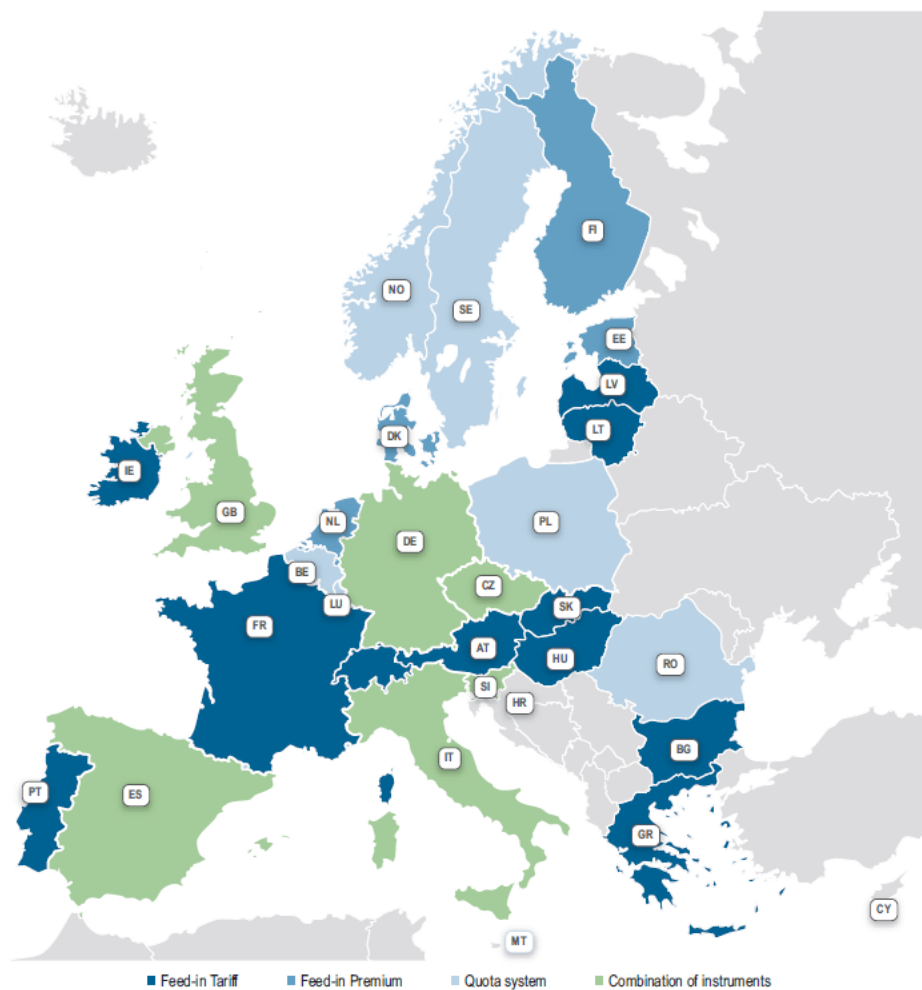 FI
NO
SE
EE
LV
LT
DK
IE
GB
NL
DE
PL
BE
CZ
LU
SK
FR
AT
HU
RO
SI
HR
BG
IT
PT
ES
GR
CY
MT
Feed-in Tariff Feed-in Premium Quota system Combination of instruments